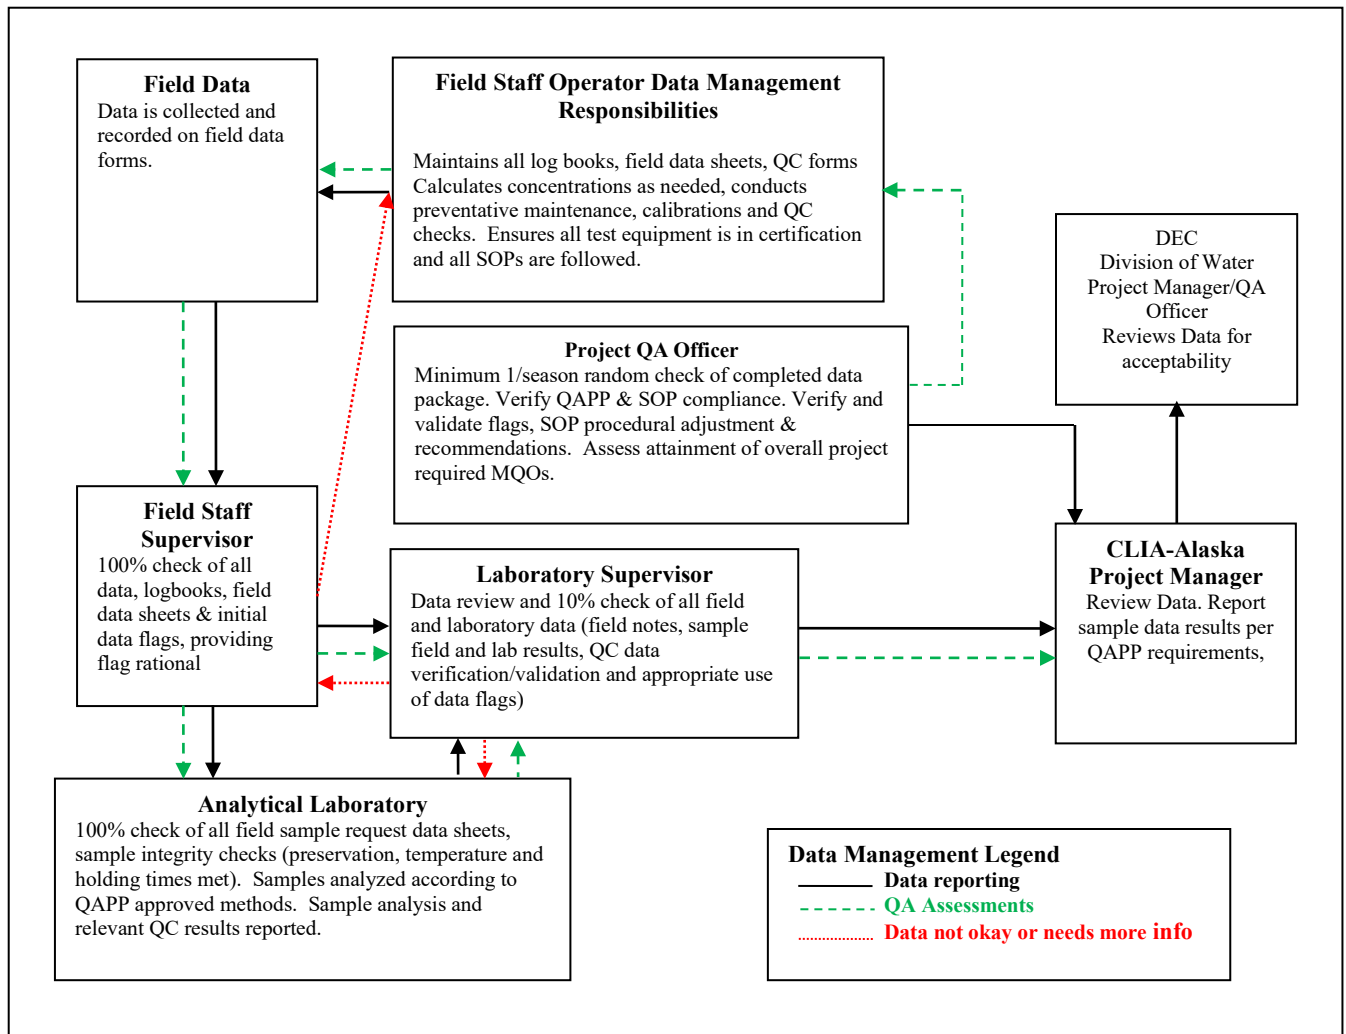 Field Data
Data is collected and
recorded on field data
forms.
Field Staff Operator Data Management
Responsibilities
Maintains all log books, field data sheets, QC forms
Calculates concentrations as needed, conducts
preventative maintenance, calibrations and QC
checks.  Ensures all test equipment is in certification
and all SOPs are followed.
DEC
Division of Water
Project Manager/QA
Officer
Reviews Data for
acceptability
Project QA Officer
Minimum 1/season random check of completed data
package. Verify QAPP & SOP compliance. Verify and
validate flags, SOP procedural adjustment &
recommendations.  Assess attainment of overall project
required MQOs.
Field Staff
Supervisor
100% check of all
data, logbooks, field
data sheets & initial
data flags, providing
flag rational
Laboratory Supervisor
Data review and 10% check of all field
and laboratory data (field notes, sample
field and lab results, QC data
verification/validation and appropriate use
of data flags)
CLIA-Alaska
Project Manager
Review Data. Report
sample data results per
QAPP requirements,
Analytical Laboratory
100% check of all field sample request data sheets,
sample integrity checks (preservation, temperature and
holding times met).  Samples analyzed according to
QAPP approved methods.  Sample analysis and
relevant QC results reported.
Data Management Legend
Data reporting
QA Assessments
Data not okay or needs more info